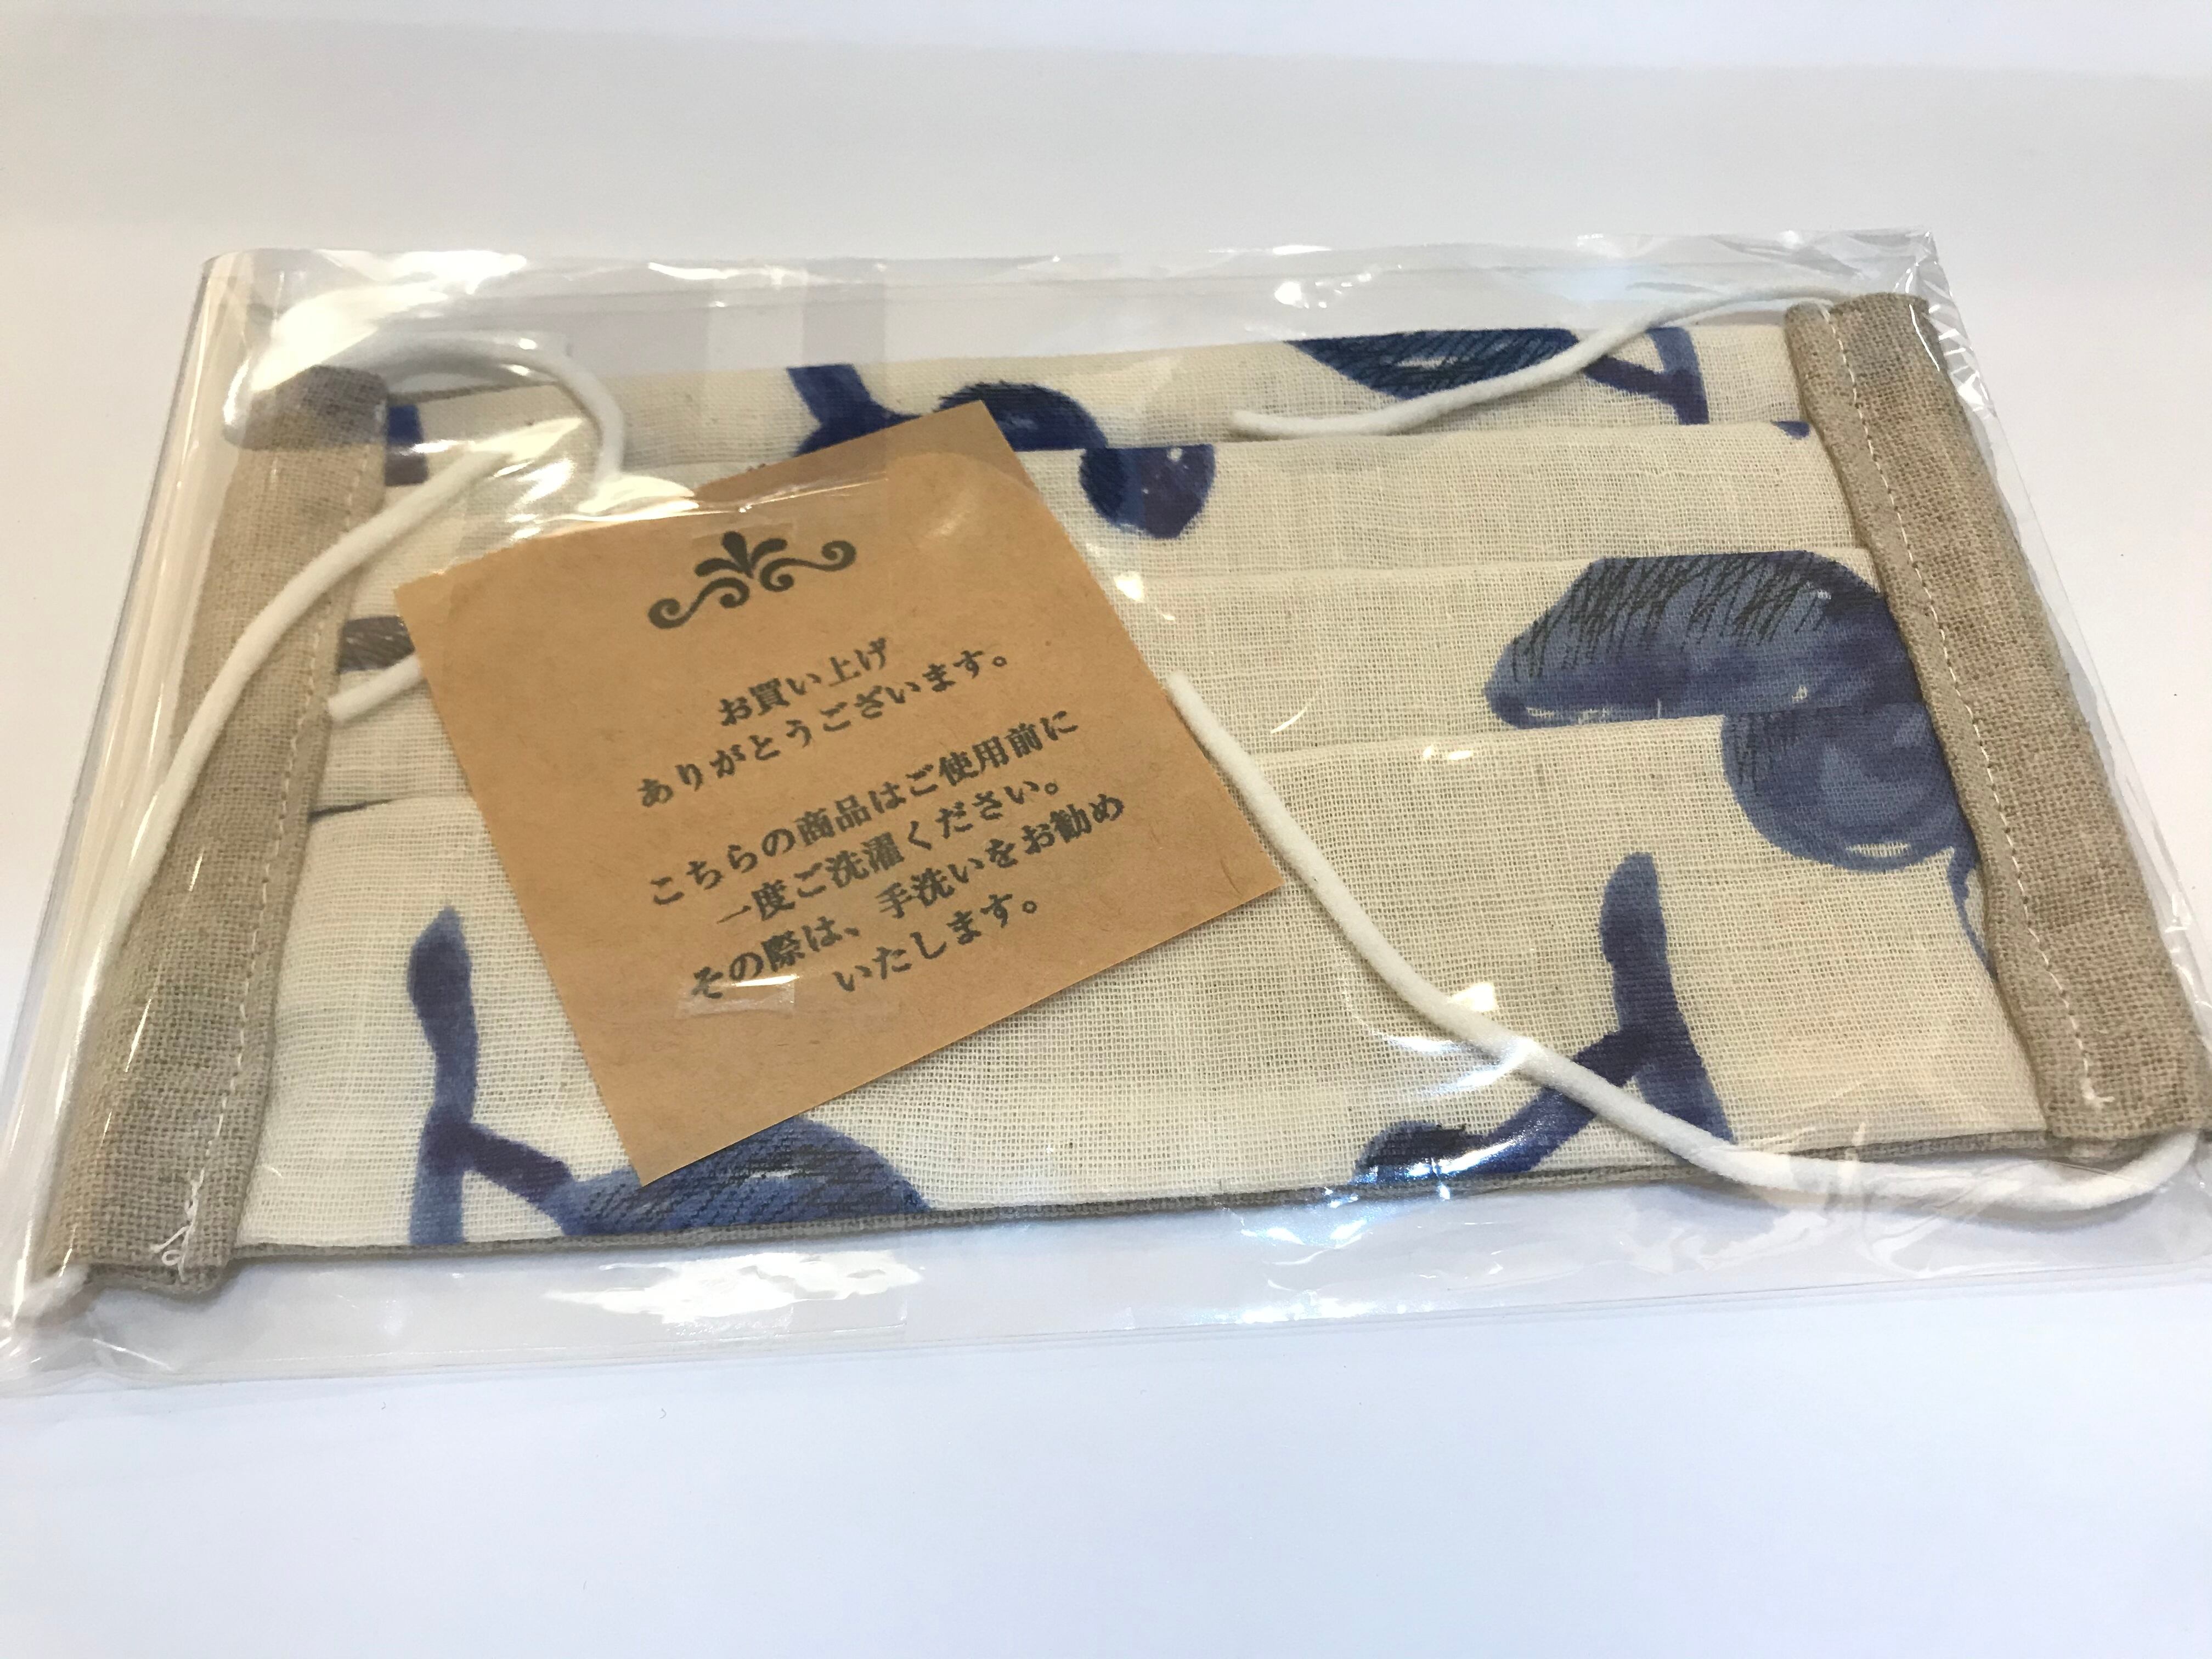 お買い上げ
ありがとうございます。
こちらの商品はご使用前に
一度ご洗濯ください。
その際は、手洗いをお勧め
いたします。